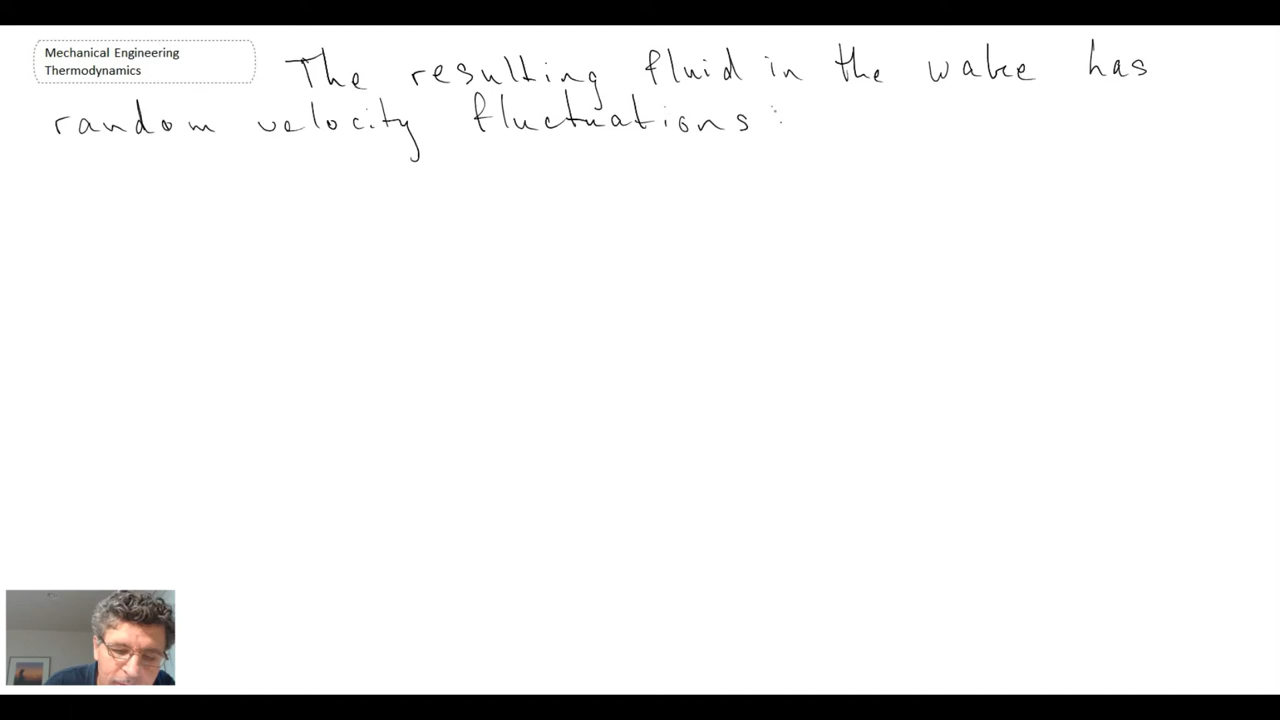 Mechanical Engineering
Thermodynamics
The resulting fluid in the wake has
random velocity fluctuations :